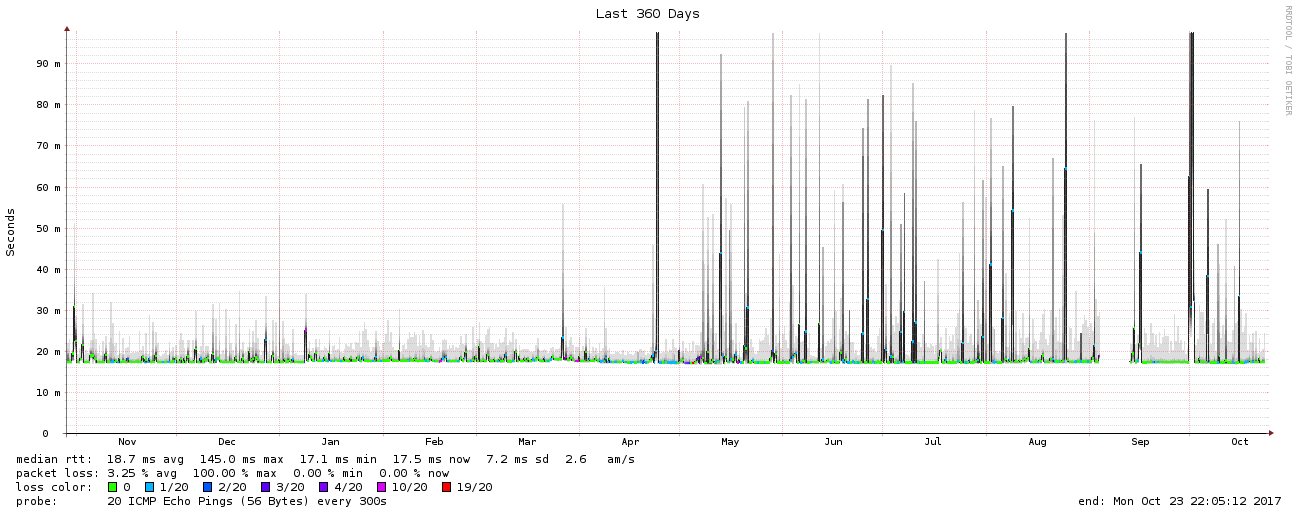 Last 360 Days
RRDTOOL / TOBI OETIKER
Seconds
90 m
80 m
70 m
60 m
50 m
40 m
30 m
20 m
10 m
0
Nov Dec Jan Feb Mar Apr May Jun Jul Aug Sep Oct
median rtt: 18.7 ms avg 145.0 ms max 17.1 ms min 17.5 ms now 7.2 ms sd 2.6 am/s
packet loss: 3.25 % avg 100.00 % max 0.00 % min 0.00 % now
loss color: 0 1/20 2/20 3/20 4/20 10/20 19/20
probe: 20 ICMP Echo Pings (56 Bytes) every 300s end: Mon Oct 23 22:05:12 2017